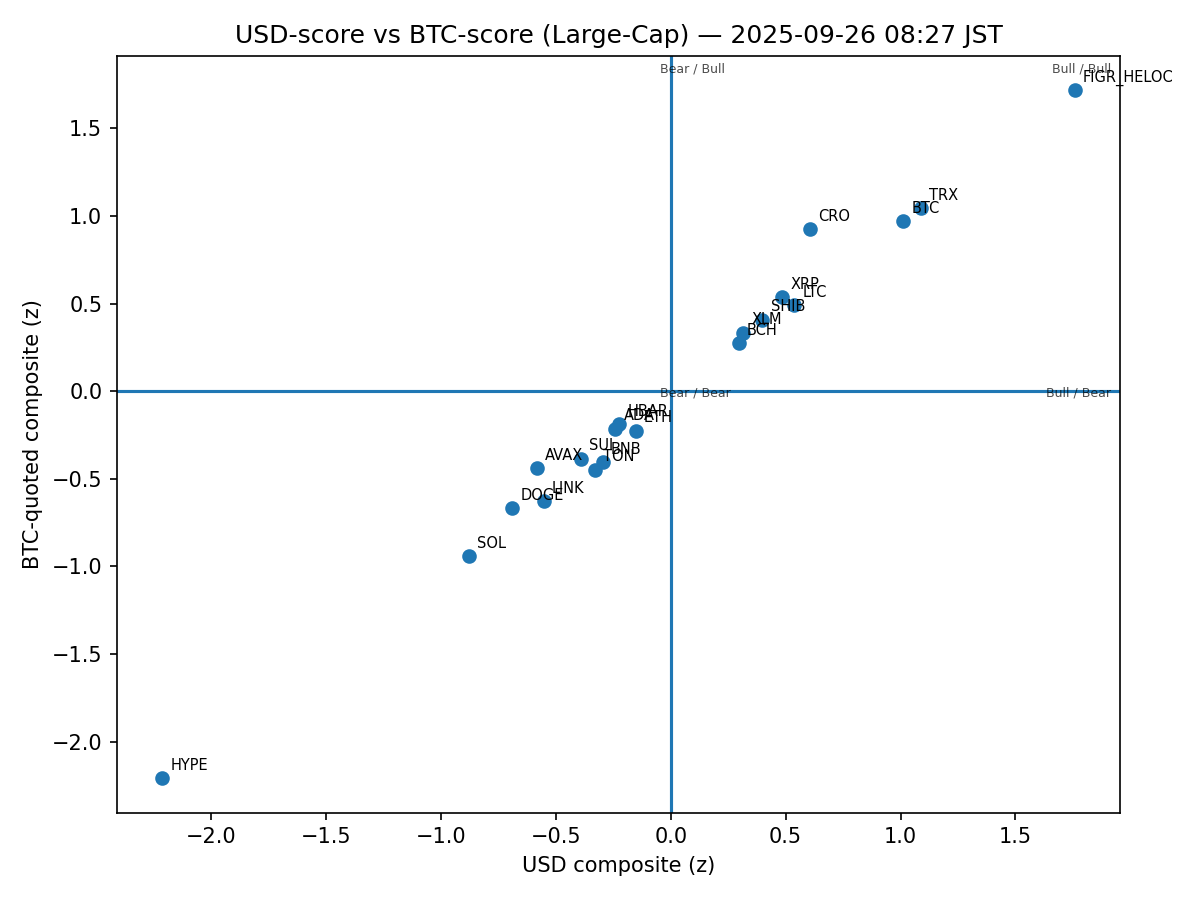 USD-score vs BTC-score (Large-Cap) — 2025-09-26 08:27 JST
Bear / Bull
Bull / Bull
FIGR_HELOC
TRX
BTC
CRO
XRP
LTC
SHIB
XLM
BCH
Bear / Bear
Bull / Bear
HBAR
ADA
ETH
SUI
BNB
TON
AVAX
LINK
DOGE
SOL
HYPE
BTC-quoted composite (z)
1.5
1.0
0.5
0.0
−0.5
−1.0
−1.5
−2.0
−2.0
−1.5
−1.0
−0.5
0.0
0.5
1.0
1.5
USD composite (z)